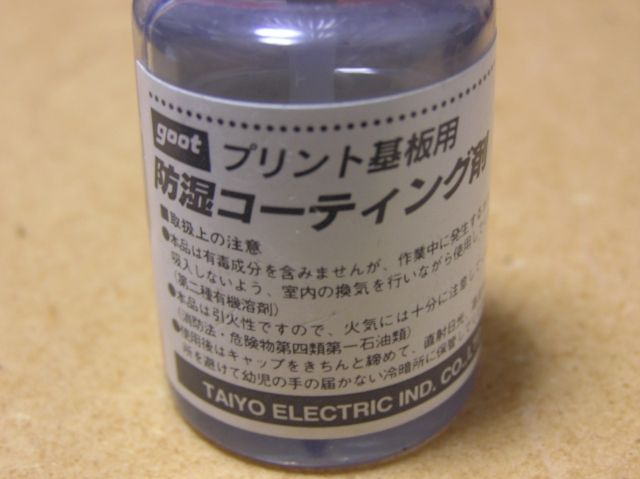 goot
プリント基板用
防湿コーティング剤
■取扱上の注意
●本品は有毒成分を含みませんが、作業中に発生する
吸入しないよう、室内の換気を行いながら使用して
(第二種有機溶剤)
●本品は引火性ですので、火気には十分に注意して
(消防法・危険物第四類第一石油類)
●使用後はキャップをきちんと締めて、直射日光、
所を避けて幼児の手の届かない冷暗所に保管して
TAIYO ELECTRIC IND. CO.,